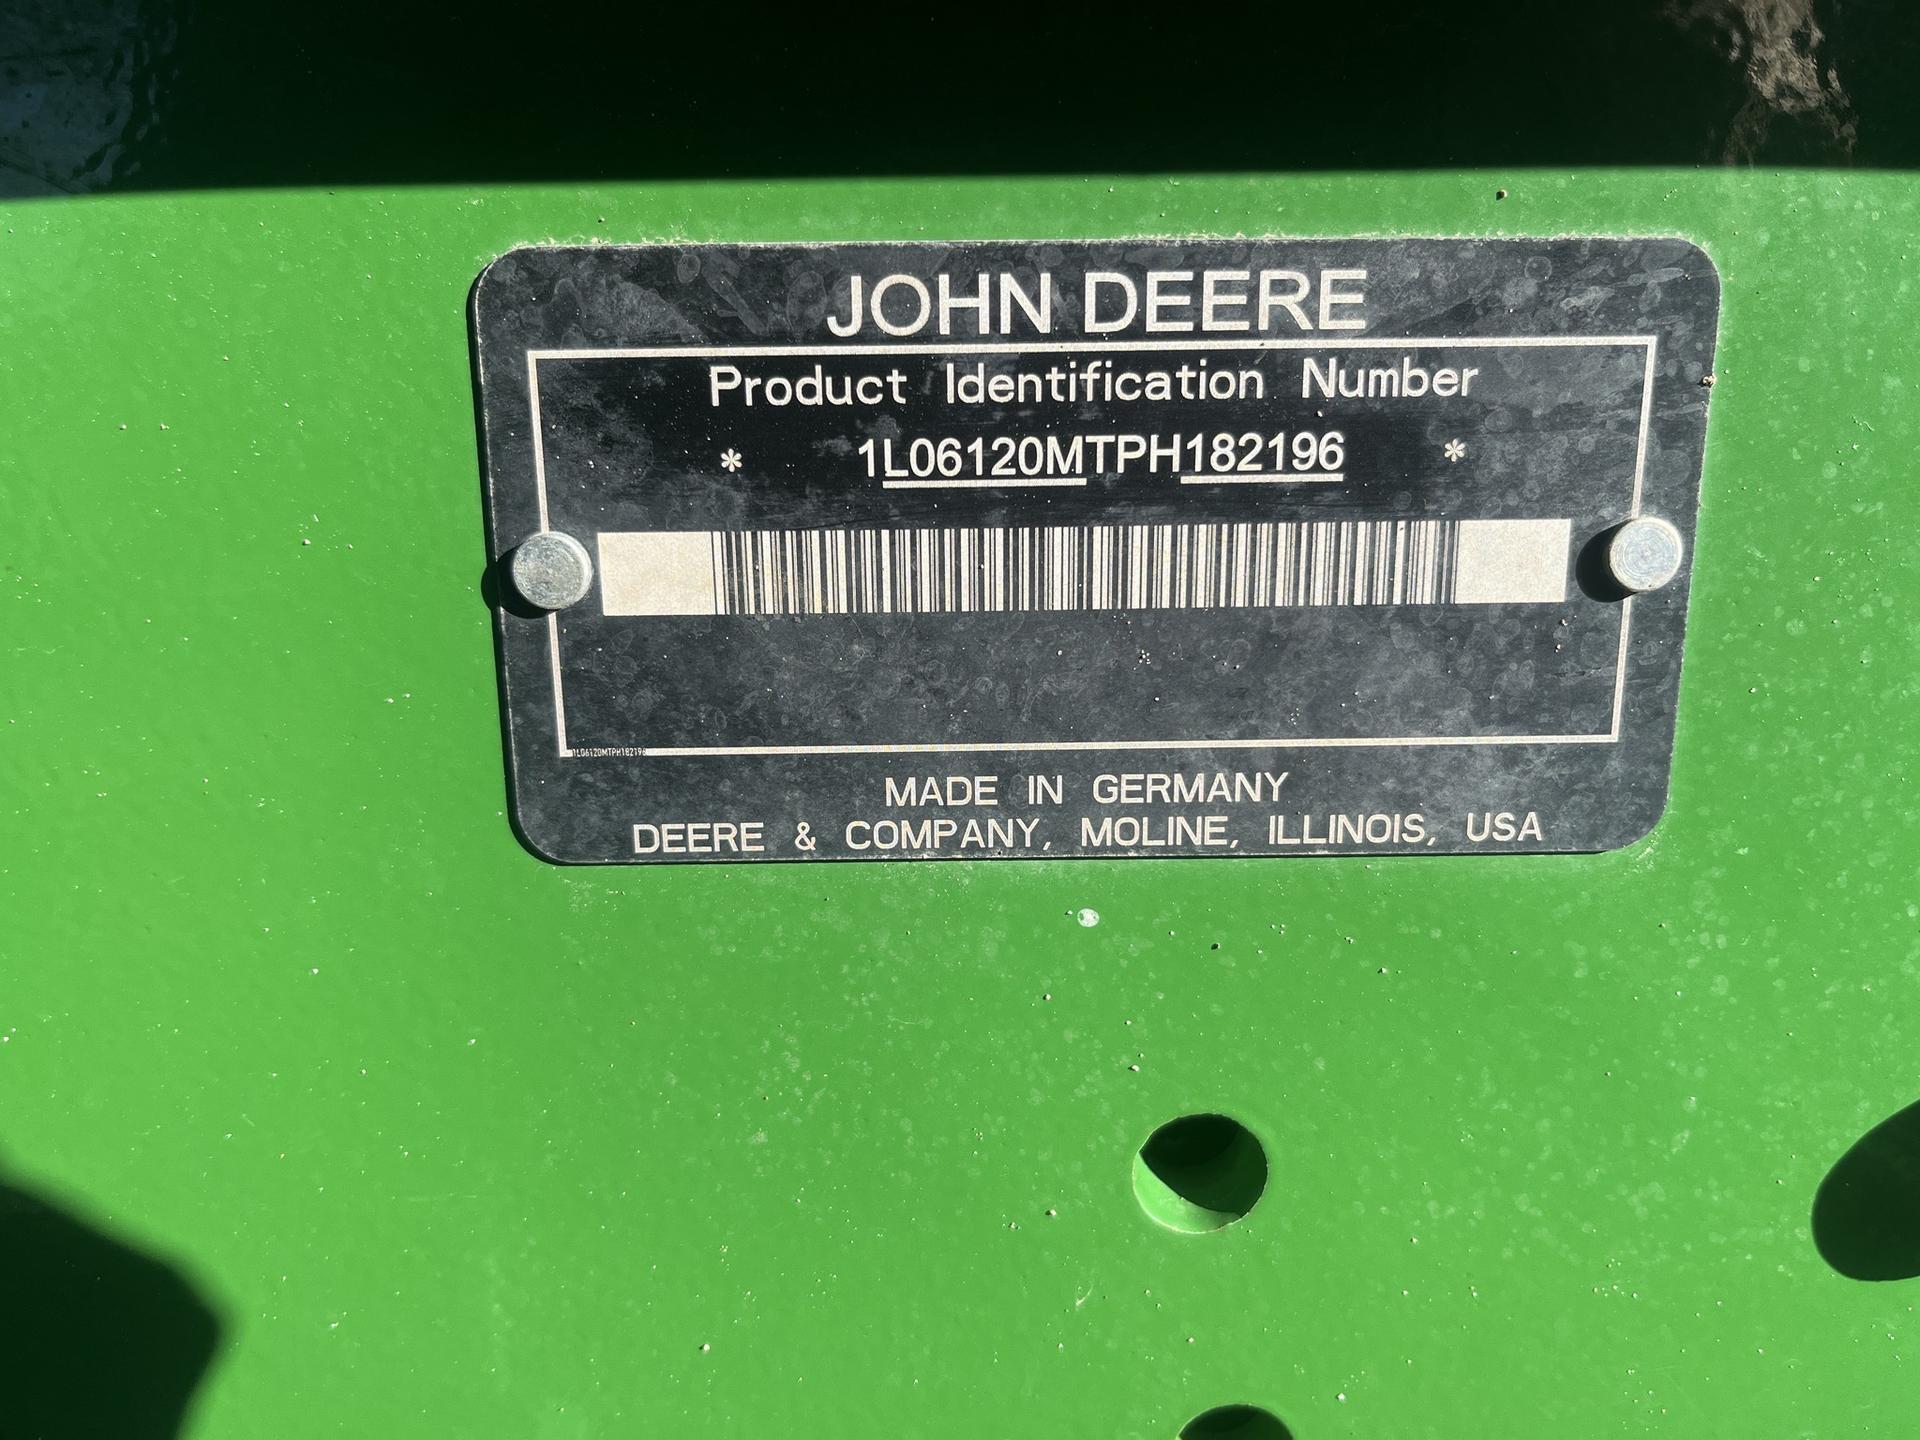 JOHN DEERE
Product Identification Number
* 1L06120MTPH182196 *
1L06120MTPH182196
MADE IN GERMANY
DEERE & COMPANY, MOLINE, ILLINOIS, USA